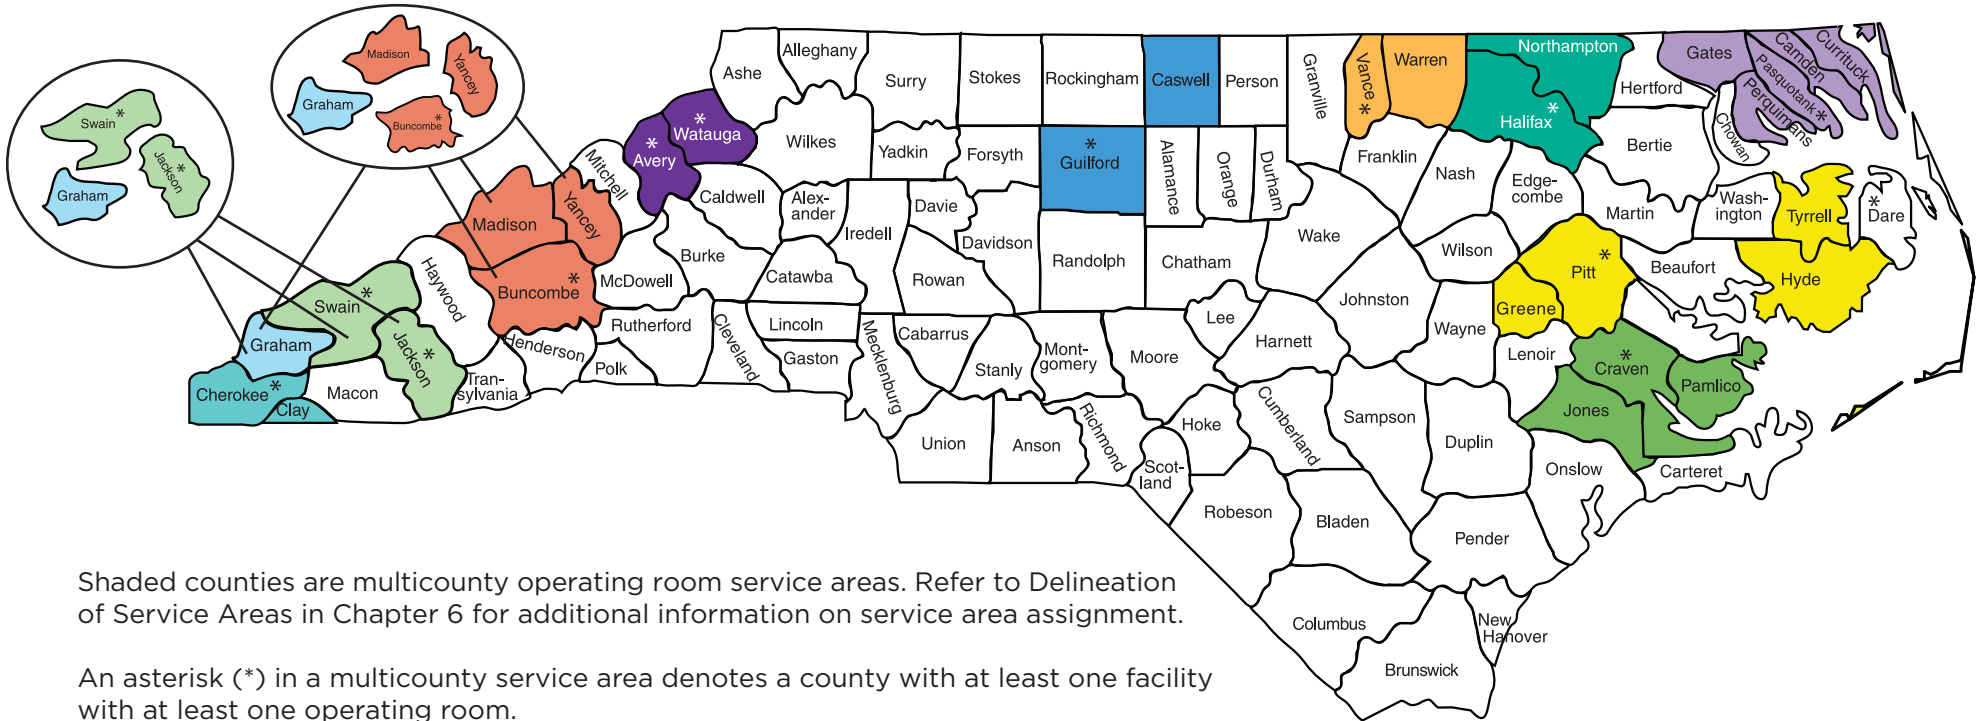 Madison
Yancey
Graham
Buncombe*
Swain*
Jackson*
Graham
Alleghany
Ashe
Surry
Stokes
Rockingham
Caswell
Person
Granville
Vance*
Warren
Northampton
Gates
Camden
Currituck
Pasquotank*
Perquimans
Hertford
Halifax*
Chowan
Bertie
Watauga*
Avery*
Mitchell
Wilkes
Yadkin
Forsyth
Guilford*
Alamance
Orange
Durham
Franklin
Nash
Edge-
combe
Martin
Wash-
ington
Tyrrell
*Dare
Madison
Yancey
Caldwell
Alex-
ander
Iredell
Davie
Davidson
Randolph
Chatham
Wake
Wilson
Pitt*
Beaufort
Hyde
Haywood
Buncombe*
McDowell
Burke
Catawba
Rowan
Johnston
Greene
Wayne
Lenoir
Swain*
Graham
Jackson*
Henderson
Polk
Rutherford
Cleveland
Lincoln
Gaston
Mecklenburg
Cabarrus
Stanly
Mont-
gomery
Moore
Lee
Harnett
Craven*
Pamlico
Jones
Cherokee*
Clay
Macon
Tran-
sylvania
Union
Anson
Richmond
Scot-
land
Hoke
Cumberland
Sampson
Duplin
Onslow
Carteret
Robeson
Bladen
Pender
Columbus
New
Hanover
Brunswick
Shaded counties are multicounty operating room service areas. Refer to Delineation
of Service Areas in Chapter 6 for additional information on service area assignment.
An asterisk (*) in a multicounty service area denotes a county with at least one facility
with at least one operating room.